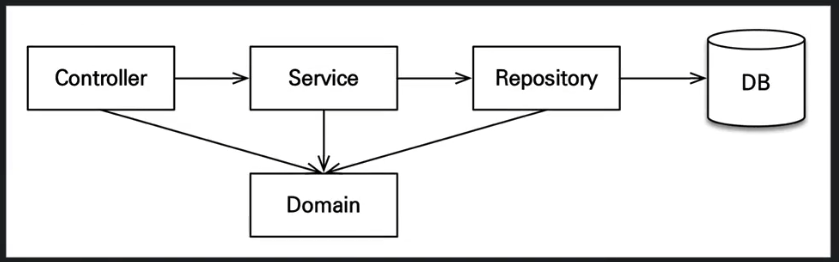 Controller
Service
Repository
DB
Domain